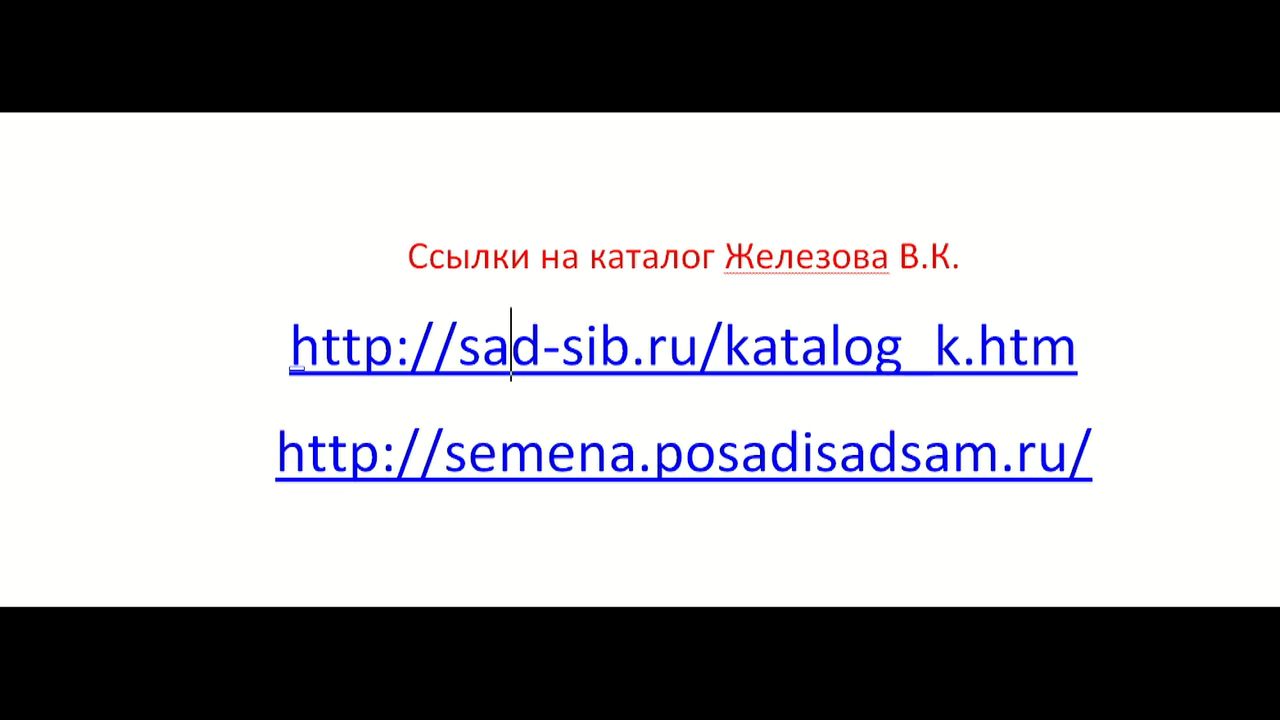 Ссылки на каталог Железова В.К.
http://sad-sib.ru/katalog_k.htm
http://semena.posadisadsam.ru/